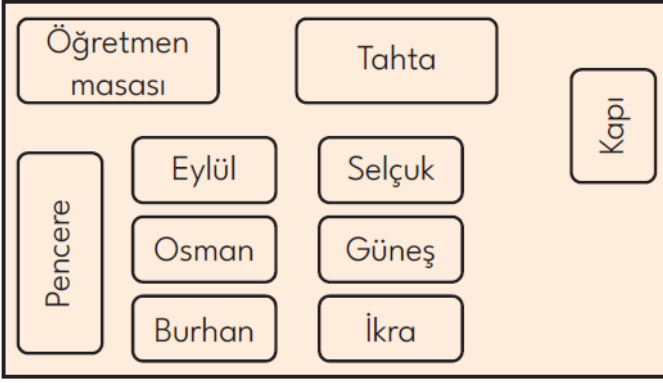 Öğretmen
masası
Tahta
Kapı
Pencere
Eylül
Selçuk
Osman
Güneş
Burhan
İkra